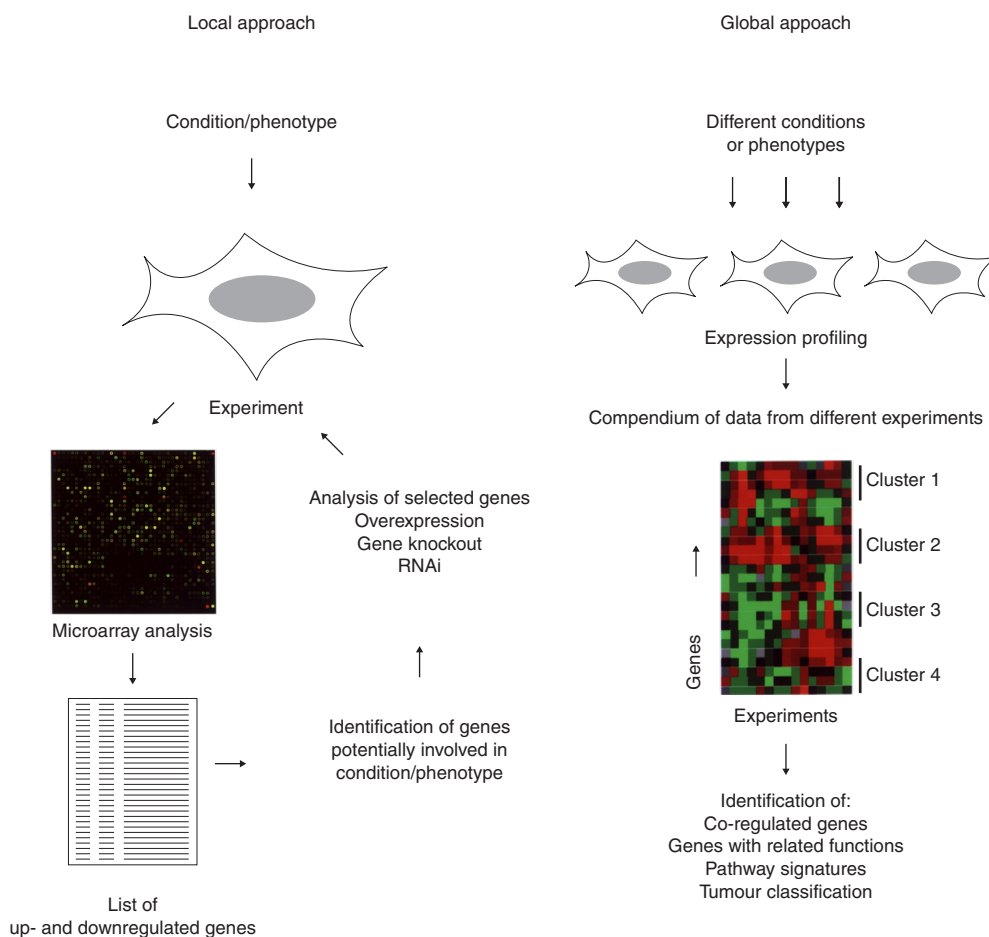 Local approach
Condition/phenotype
Experiment
Microarray analysis
List of
up- and downregulated genes
Identification of genes
potentially involved in
condition/phenotype
Analysis of selected genes
Overexpression
Gene knockout
RNAi
Global appoach
Different conditions
or phenotypes
Expression profiling
Compendium of data from different experiments
Genes
Cluster 1
Cluster 2
Cluster 3
Cluster 4
Experiments
Identification of:
Co-regulated genes
Genes with related functions
Pathway signatures
Tumour classification